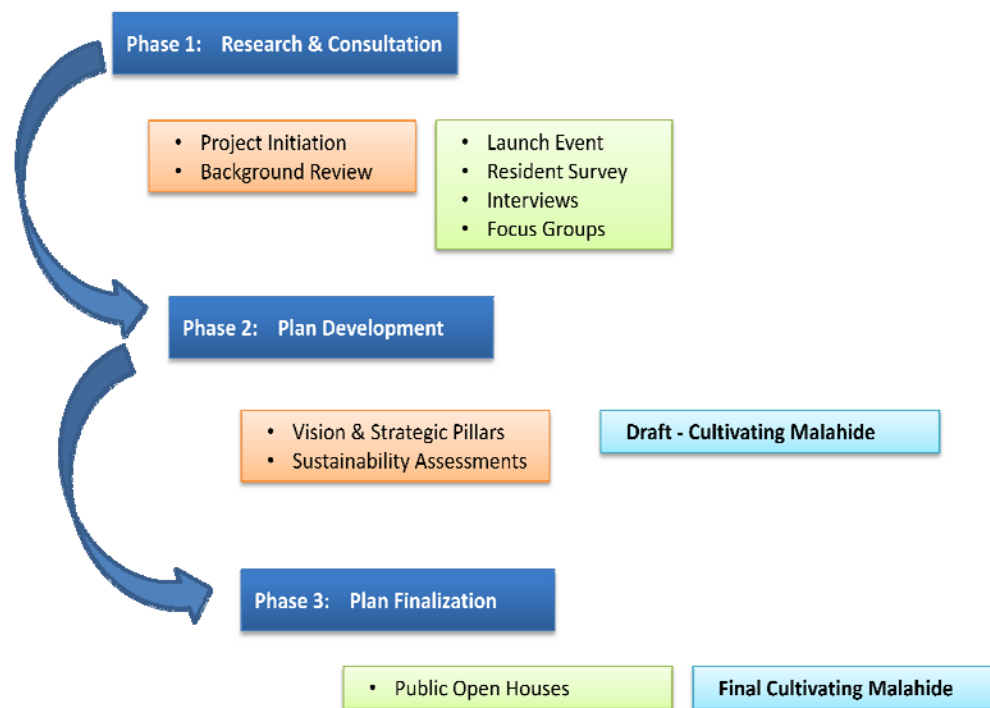 Phase 1: Research & Consultation
• Project Initiation
• Background Review
• Launch Event
• Resident Survey
• Interviews
• Focus Groups
Phase 2: Plan Development
• Vision & Strategic Pillars
• Sustainability Assessments
Draft - Cultivating Malahide
Phase 3: Plan Finalization
• Public Open Houses
Final Cultivating Malahide